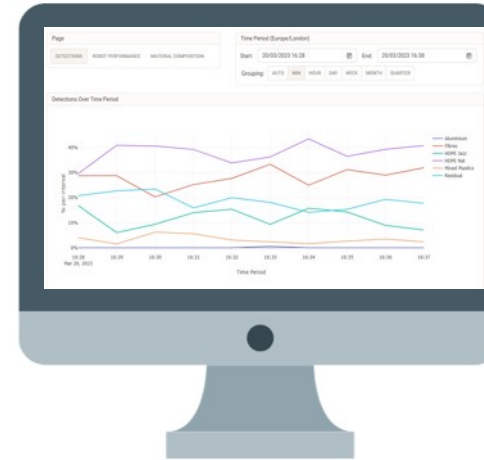 Page
Time Period (Europe/London)
DETECTIONS ROBOT PERFORMANCE MATERIAL COMPOSITION
Start 20/03/2023 16:28 End 29/03/2023 16:38
Grouping AUTO MIN HOUR DAY WEEK MONTH QUARTER
Detections Over Time Period
Aluminium
Fibres
HDPE Jazz
HDPE Nat
Mixed Plastics
Residual
40%
30%
20%
10%
0%
% per interval
16:28 16:29 16:30 16:31 16:32 16:33 16:34 16:35 16:36 16:37
Mar 20, 2023
Time Period